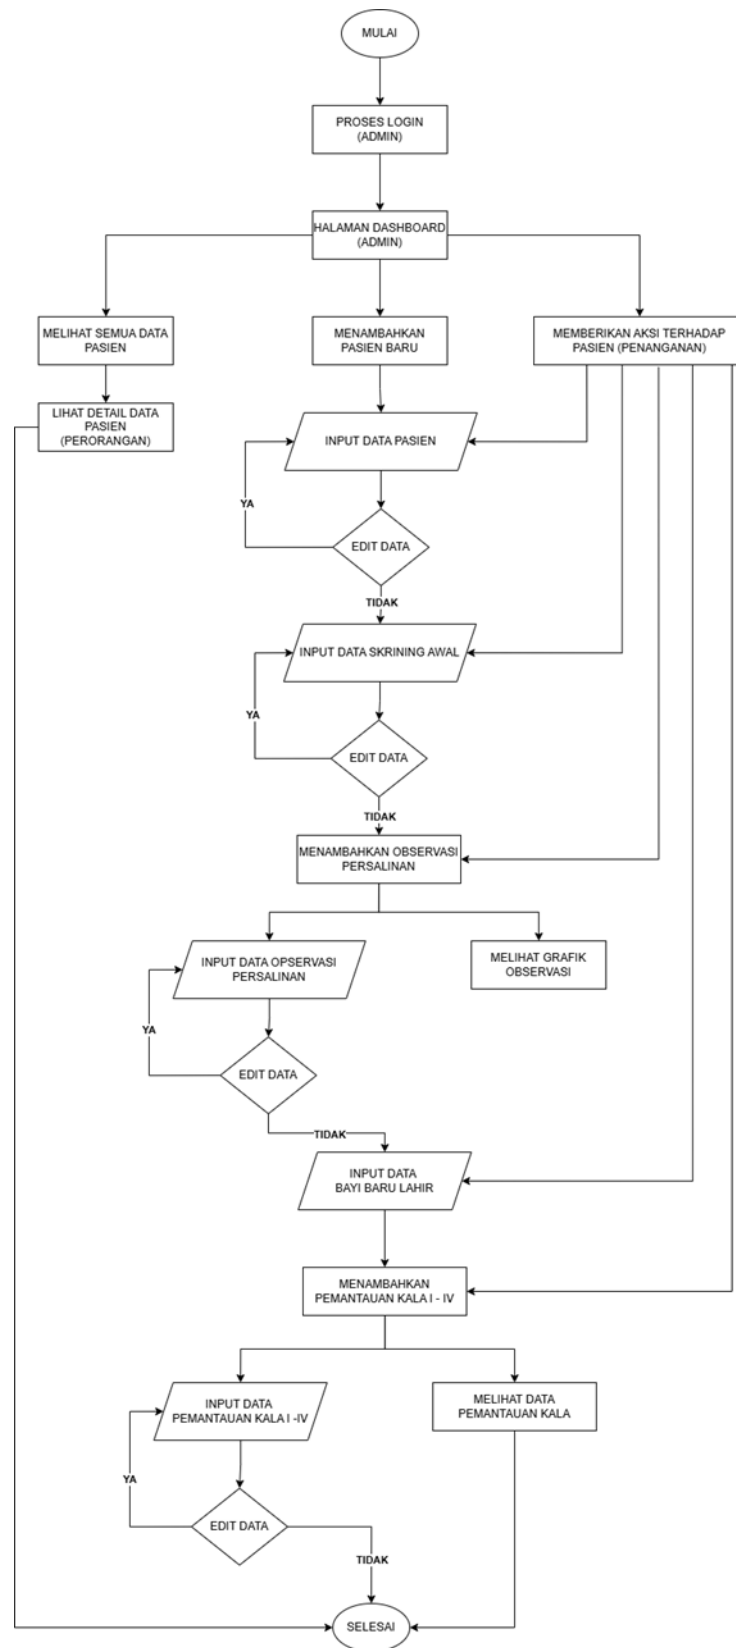 MULAI
PROSES LOGIN
(ADMIN)
HALAMAN DASHBOARD
(ADMIN)
MELIHAT SEMUA DATA
PASIEN
MENAMBAHKAN
PASIEN BARU
MEMBERIKAN AKSI TERHADAP
PASIEN (PENANGANAN)
LIHAT DETAIL DATA
PASIEN
(PERORANGAN)
INPUT DATA PASIEN
YA
EDIT DATA
TIDAK
INPUT DATA SKRINING AWAL
YA
EDIT DATA
TIDAK
MENAMBAHKAN OBSERVASI
PERSALINAN
INPUT DATA OPSERVASI
PERSALINAN
MELIHAT GRAFIK
OBSERVASI
YA
EDIT DATA
TIDAK
INPUT DATA
BAYI BARU LAHIR
MENAMBAHKAN
PEMANTAUAN KALA I - IV
INPUT DATA
PEMANTAUAN KALA I -IV
MELIHAT DATA
PEMANTAUAN KALA
YA
EDIT DATA
TIDAK
SELESAI